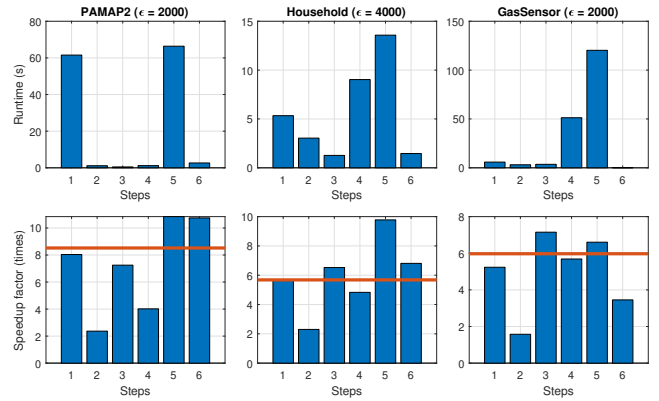 PAMAP2 (ϵ = 2000)
Household (ϵ = 4000)
GasSensor (ϵ = 2000)
Runtime (s)
80
60
40
20
0
15
10
5
0
150
100
50
0
1 2 3 4 5 6
1 2 3 4 5 6
1 2 3 4 5 6
Steps
Steps
Steps
Speedup factor (times)
10
8
6
4
2
0
10
8
6
4
2
0
8
6
4
2
0
1 2 3 4 5 6
1 2 3 4 5 6
1 2 3 4 5 6
Steps
Steps
Steps